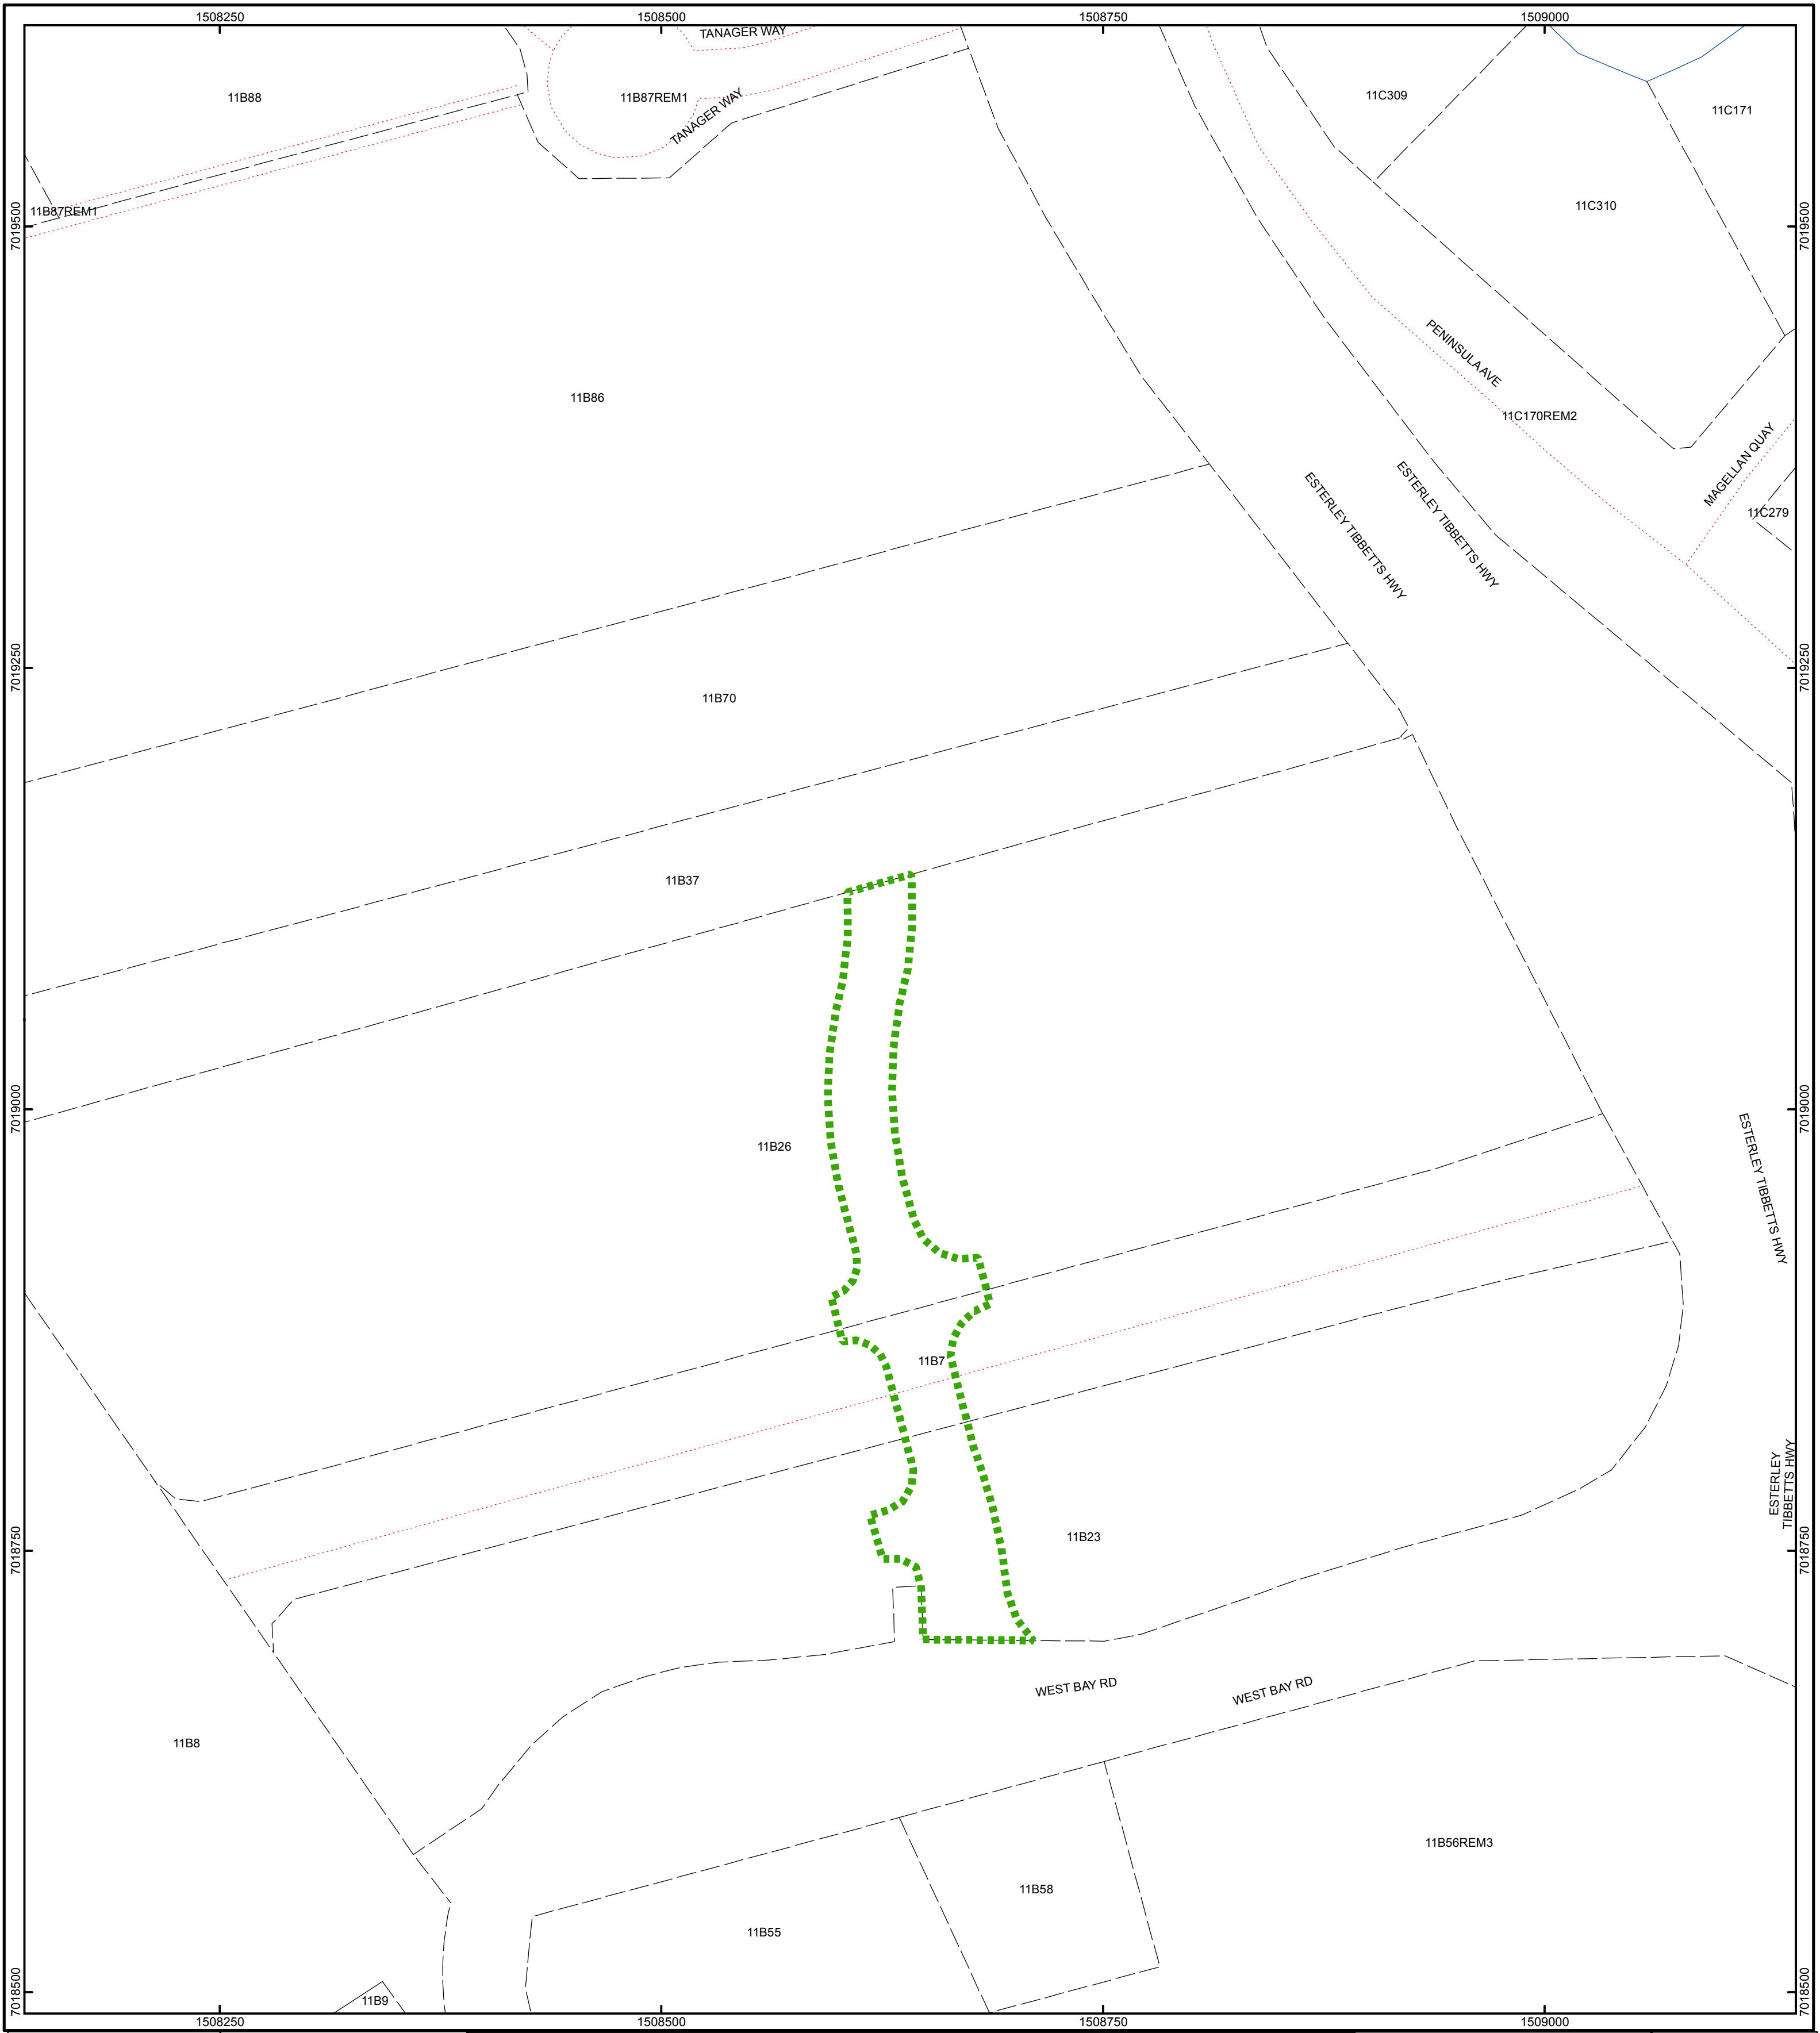 1508250
1508500
1508750
1509000
TANAGER WAY
11B88
11B87REM1
11C309
11C171
TANAGER WAY
11B87REM1
11C310
7019500
7019500
PENINSULA AVE
11B86
11C170REM2
MAGELLAN QUAY
ESTERLEY TIBBETTS HWY
ESTERLEY TIBBETTS HWY
11C279
7019250
7019250
11B70
11B37
7019000
7019000
11B26
ESTERLEY TIBBETTS HWY
11B7
ESTERLEY
TIBBETTS HWY
11B23
7018750
7018750
WEST BAY RD
WEST BAY RD
11B8
11B56REM3
11B58
11B55
7018500
7018500
11B9
1508250
1508500
1508750
1509000